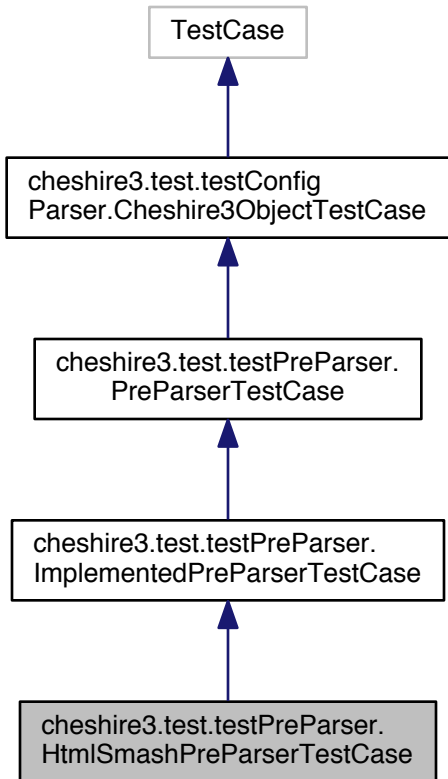 TestCase
cheshire3.test.testConfig
Parser.Cheshire3ObjectTestCase
cheshire3.test.testPreParser.
PreParserTestCase
cheshire3.test.testPreParser.
ImplementedPreParserTestCase
cheshire3.test.testPreParser.
HtmlSmashPreParserTestCase